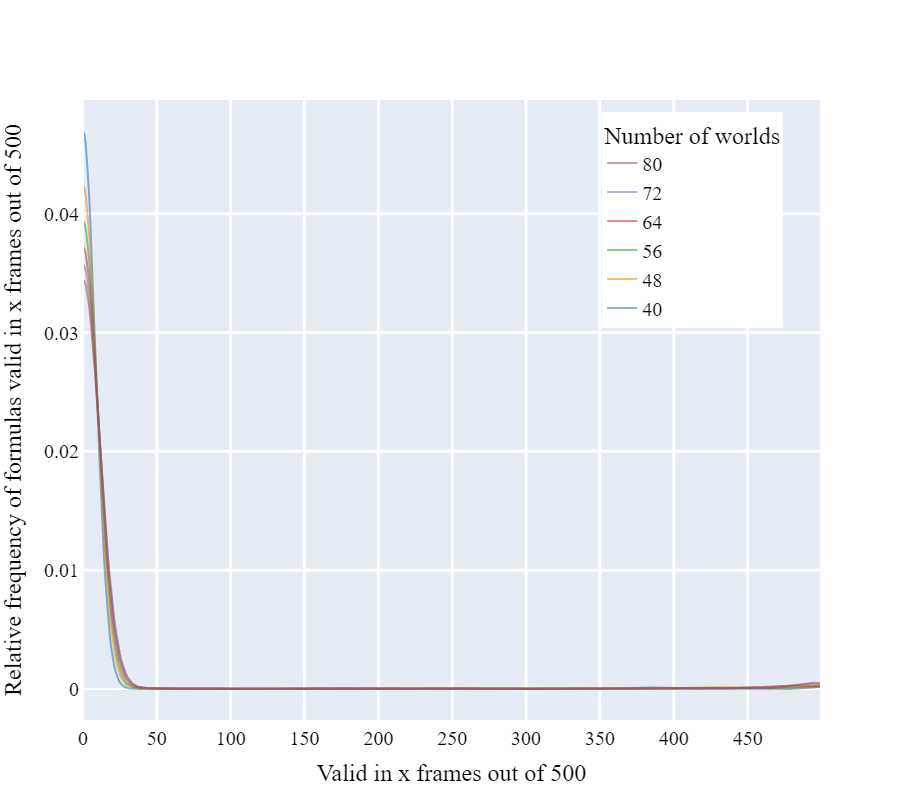 Relative frequency of formulas valid in x frames out of 500
0.04
0.03
0.02
0.01
0
Number of worlds
80
72
64
56
48
40
0 50 100 150 200 250 300 350 400 450
Valid in x frames out of 500